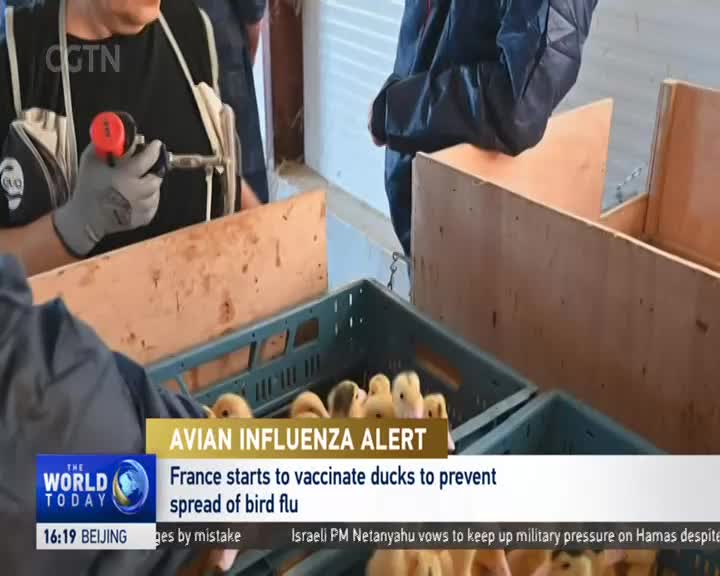 CGTN
AVIAN INFLUENZA ALERT
THE
WORLD
TODAY
France starts to vaccinate ducks to prevent
spread of bird flu
16:19 BEIJING
ges by mistake Israeli PM Netanyahu vows to keep up military pressure on Hamas despite